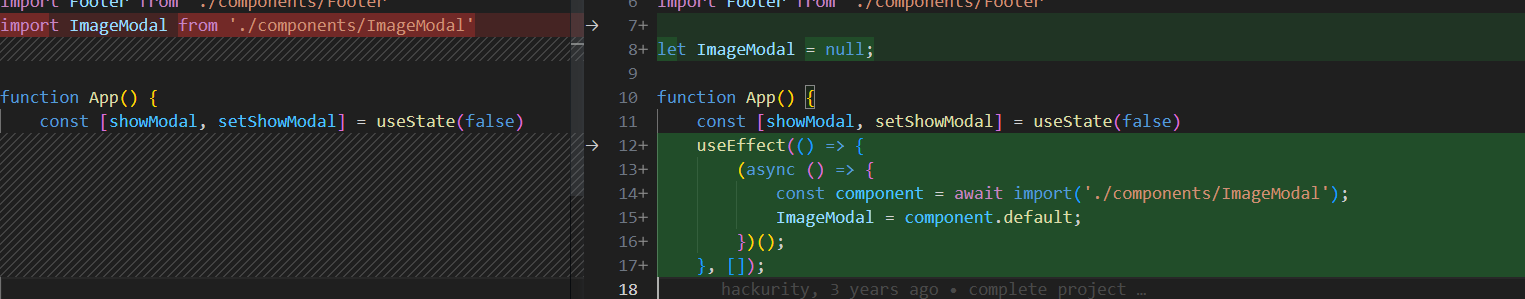 import Footer from './components/Footer'
import ImageModal from './components/ImageModal'
function App() {
const [showModal, setShowModal] = useState(false)
6 import Footer from './components/Footer'
7+
8+ let ImageModal = null;
9
10 function App() {
11 const [showModal, setShowModal] = useState(false)
12+ useEffect(() => {
13+ (async () => {
14+ const component = await import('./components/ImageModal');
15+ ImageModal = component.default;
16+ })();
17+ }, []);
18 hackurity, 3 years ago • complete project …